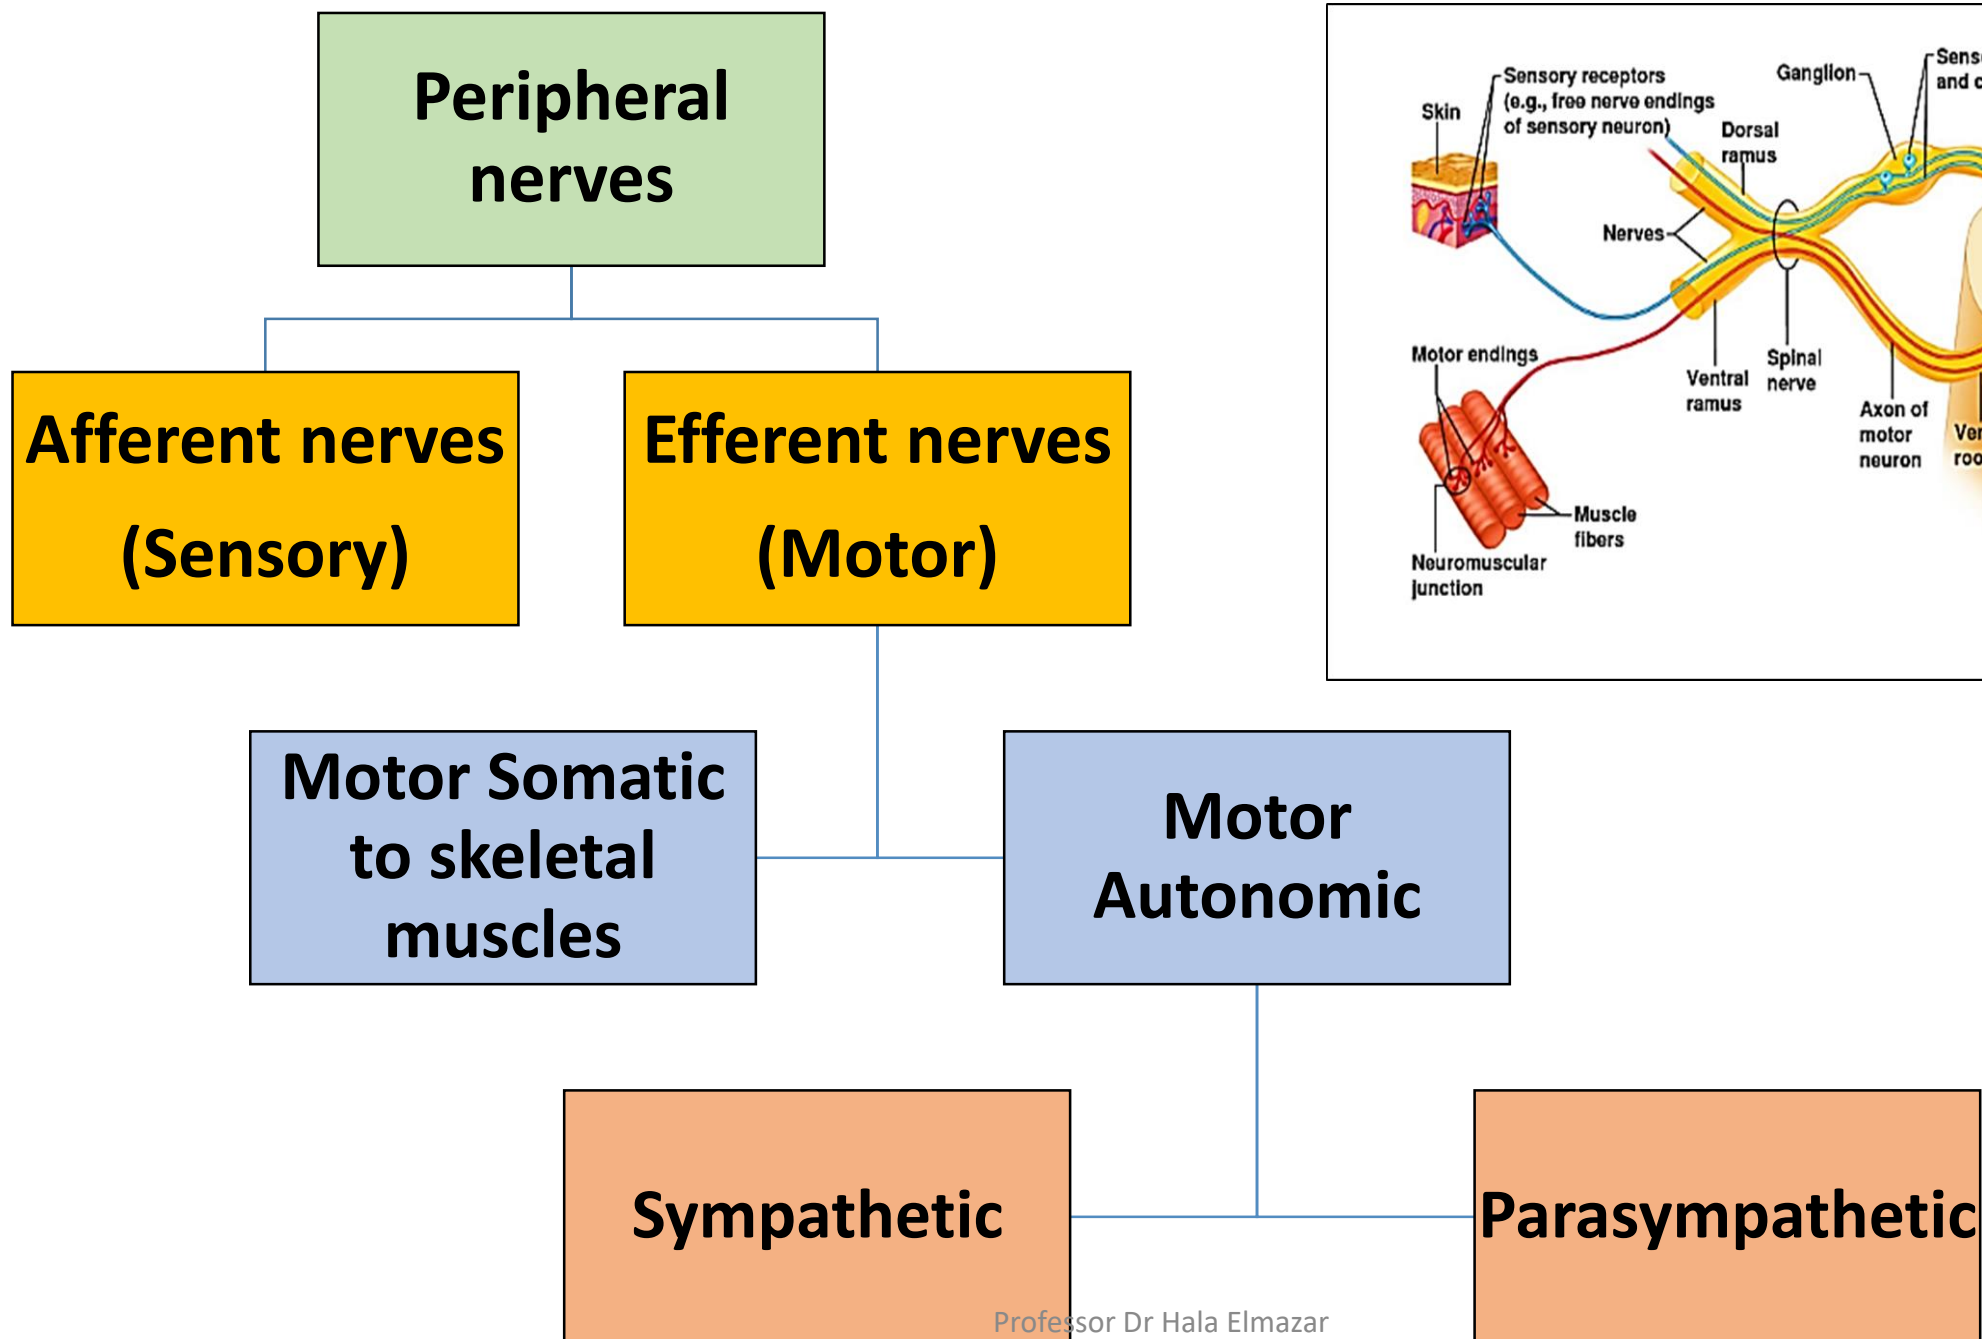 Peripheral
nerves
Afferent nerves
(Sensory)
Efferent nerves
(Motor)
Motor Somatic
to skeletal
muscles
Motor
Autonomic
Sympathetic
Parasympathetic
Skin
Sensory receptors
(e.g., free nerve endings
of sensory neuron)
Dorsal
ramus
Ganglion
and
Nerves
Motor endings
Ventral
ramus
Spinal
nerve
Axon of
motor
neuron
Muscle
fibers
Neuromuscular
junction
Professor Dr Hala Elmazar